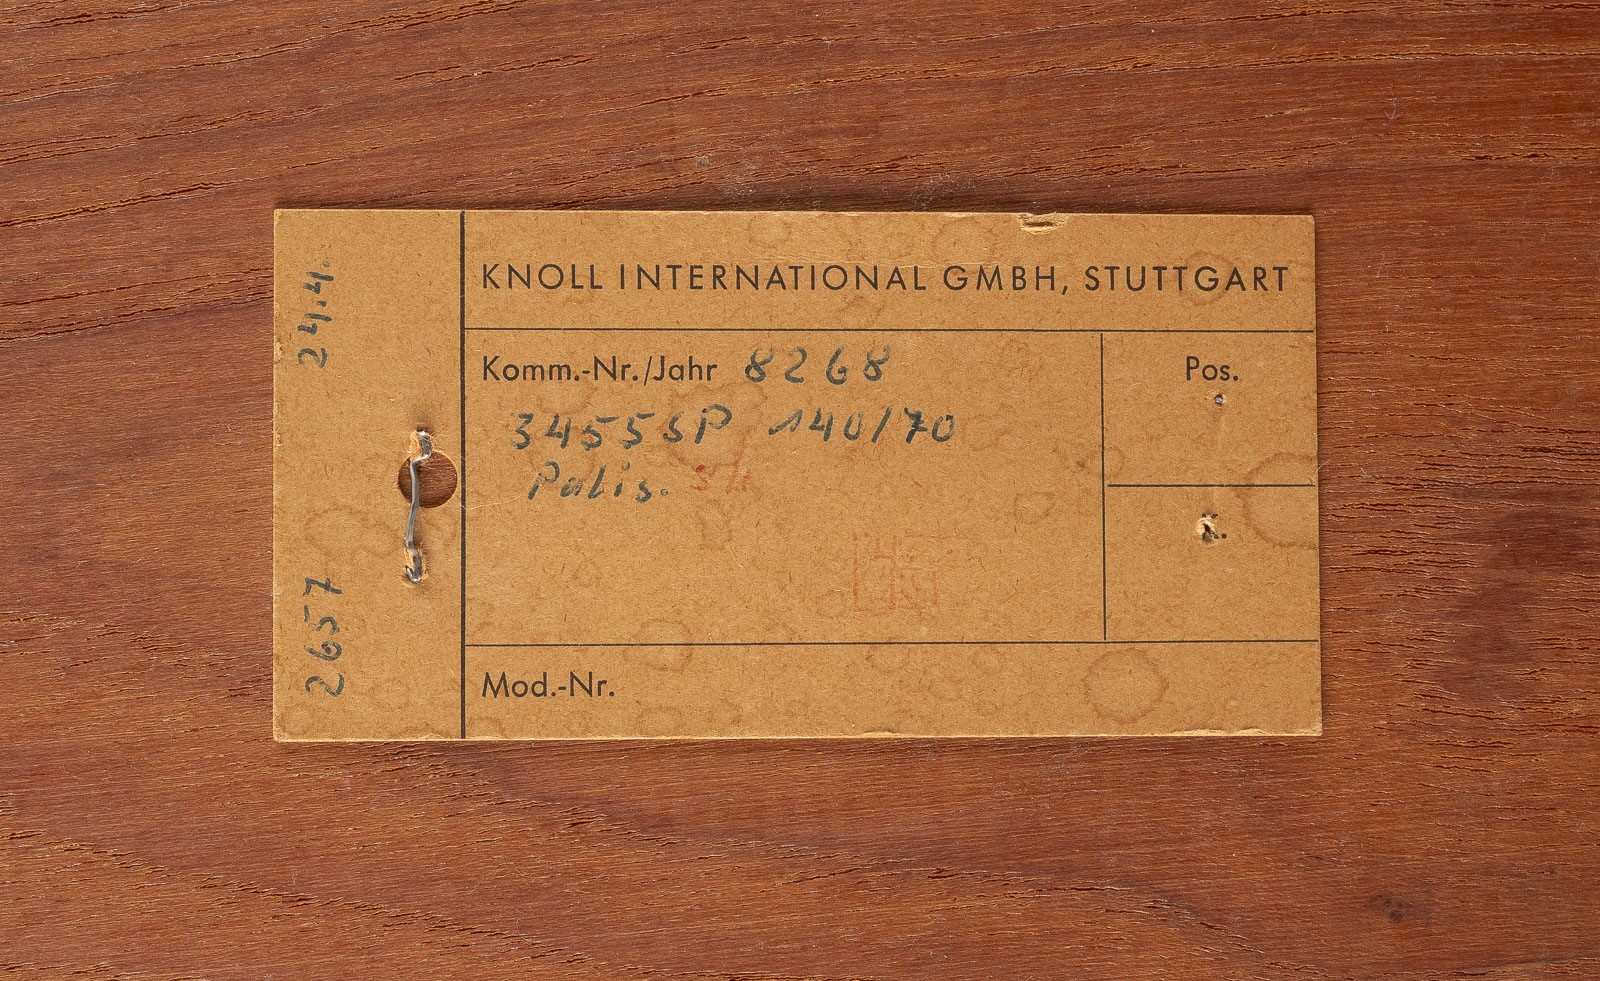 KNOLL INTERNATIONAL GMBH, STUTTGART
Komm.-Nr./Jahr 8268
Pos.
3455SP 140/70
Palis.
Mod.-Nr.
24.4.
2657